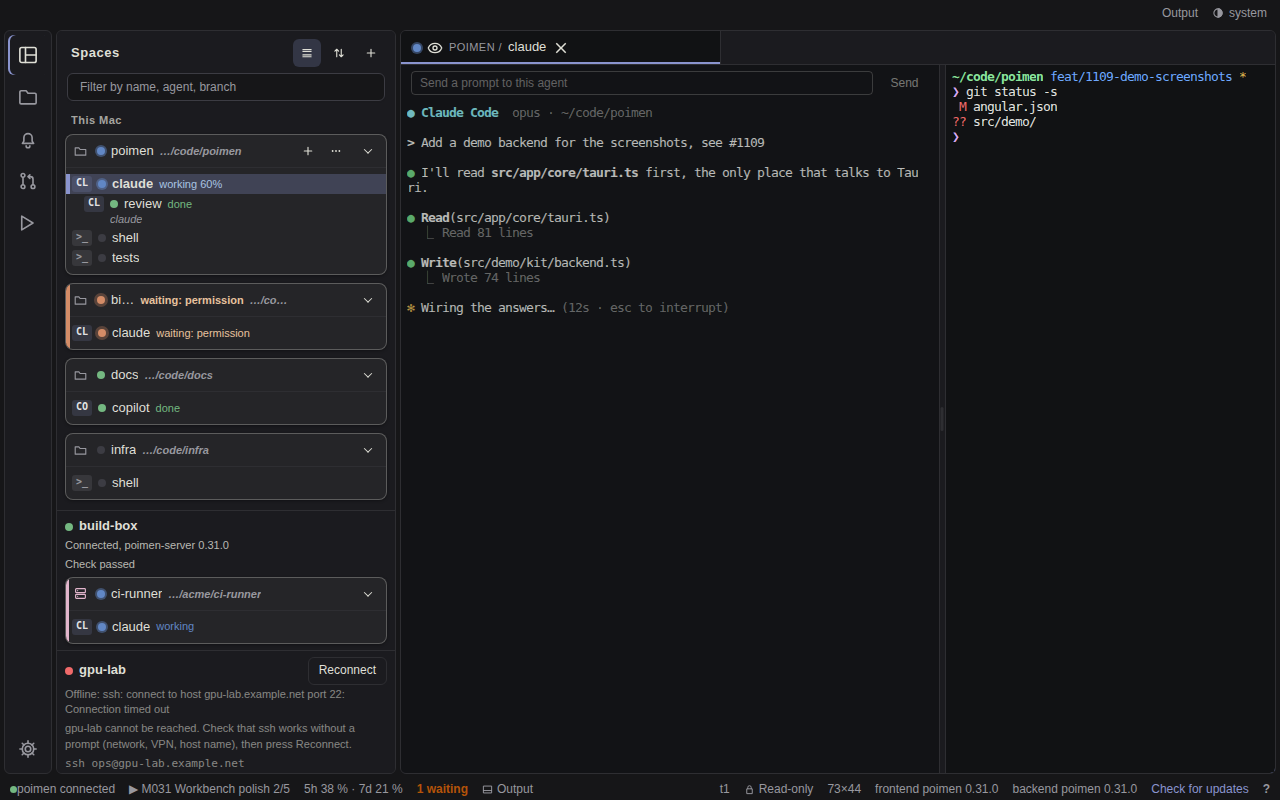 Output system
Spaces
Filter by name, agent, branch
This Mac
poimen …/code/poimen
CL claude working 60%
CL review done
claude
>_ shell
>_ tests
bi… waiting: permission …/co…
CL claude waiting: permission
docs …/code/docs
CO copilot done
infra …/code/infra
>_ shell
build-box
Connected, poimen-server 0.31.0
Check passed
ci-runner …/acme/ci-runner
CL claude working
gpu-lab Reconnect
Offline: ssh: connect to host gpu-lab.example.net port 22:
Connection timed out
gpu-lab cannot be reached. Check that ssh works without a
prompt (network, VPN, host name), then press Reconnect.
ssh ops@gpu-lab.example.net
POIMEN / claude
Send a prompt to this agent Send
● Claude Code opus · ~/code/poimen
> Add a demo backend for the screenshots, see #1109
● I'll read src/app/core/tauri.ts first, the only place that talks to Tau
ri.
● Read(src/app/core/tauri.ts)
⎿ Read 81 lines
● Write(src/demo/kit/backend.ts)
⎿ Wrote 74 lines
✻ Wiring the answers… (12s · esc to interrupt)
~/code/poimen feat/1109-demo-screenshots *
❯ git status -s
M angular.json
?? src/demo/
❯
poimen connected ▶ M031 Workbench polish 2/5 5h 38 % · 7d 21 % 1 waiting Output t1 Read-only 73×44 frontend poimen 0.31.0 backend poimen 0.31.0 Check for updates ?